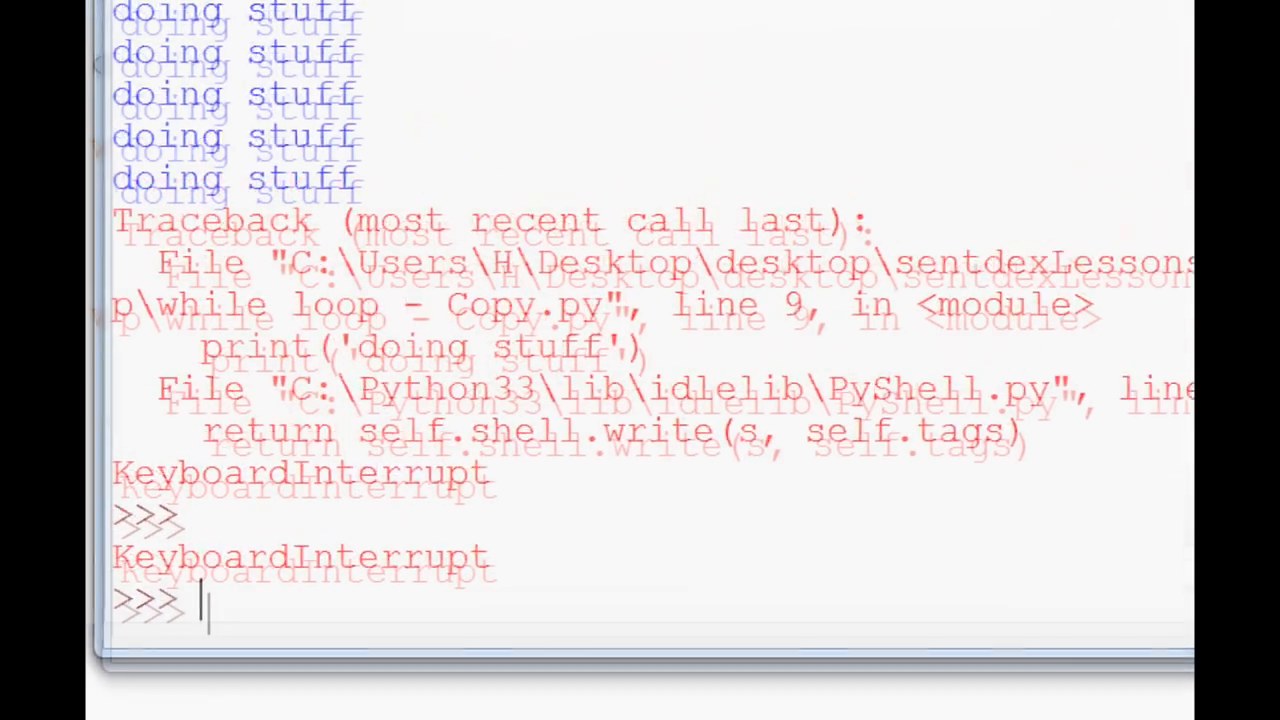 doing stuff
doing stuff
doing stuff
doing stuff
doing stuff
Traceback (most recent call last):
  File "C:\Users\H\Desktop\desktop\sentdexLessons
p\while loop - Copy.py", line 9, in <module>
    print('doing stuff')
  File "C:\Python33\lib\idlelib\PyShell.py", line
    return self.shell.write(s, self.tags)
KeyboardInterrupt
>>>
KeyboardInterrupt
>>>